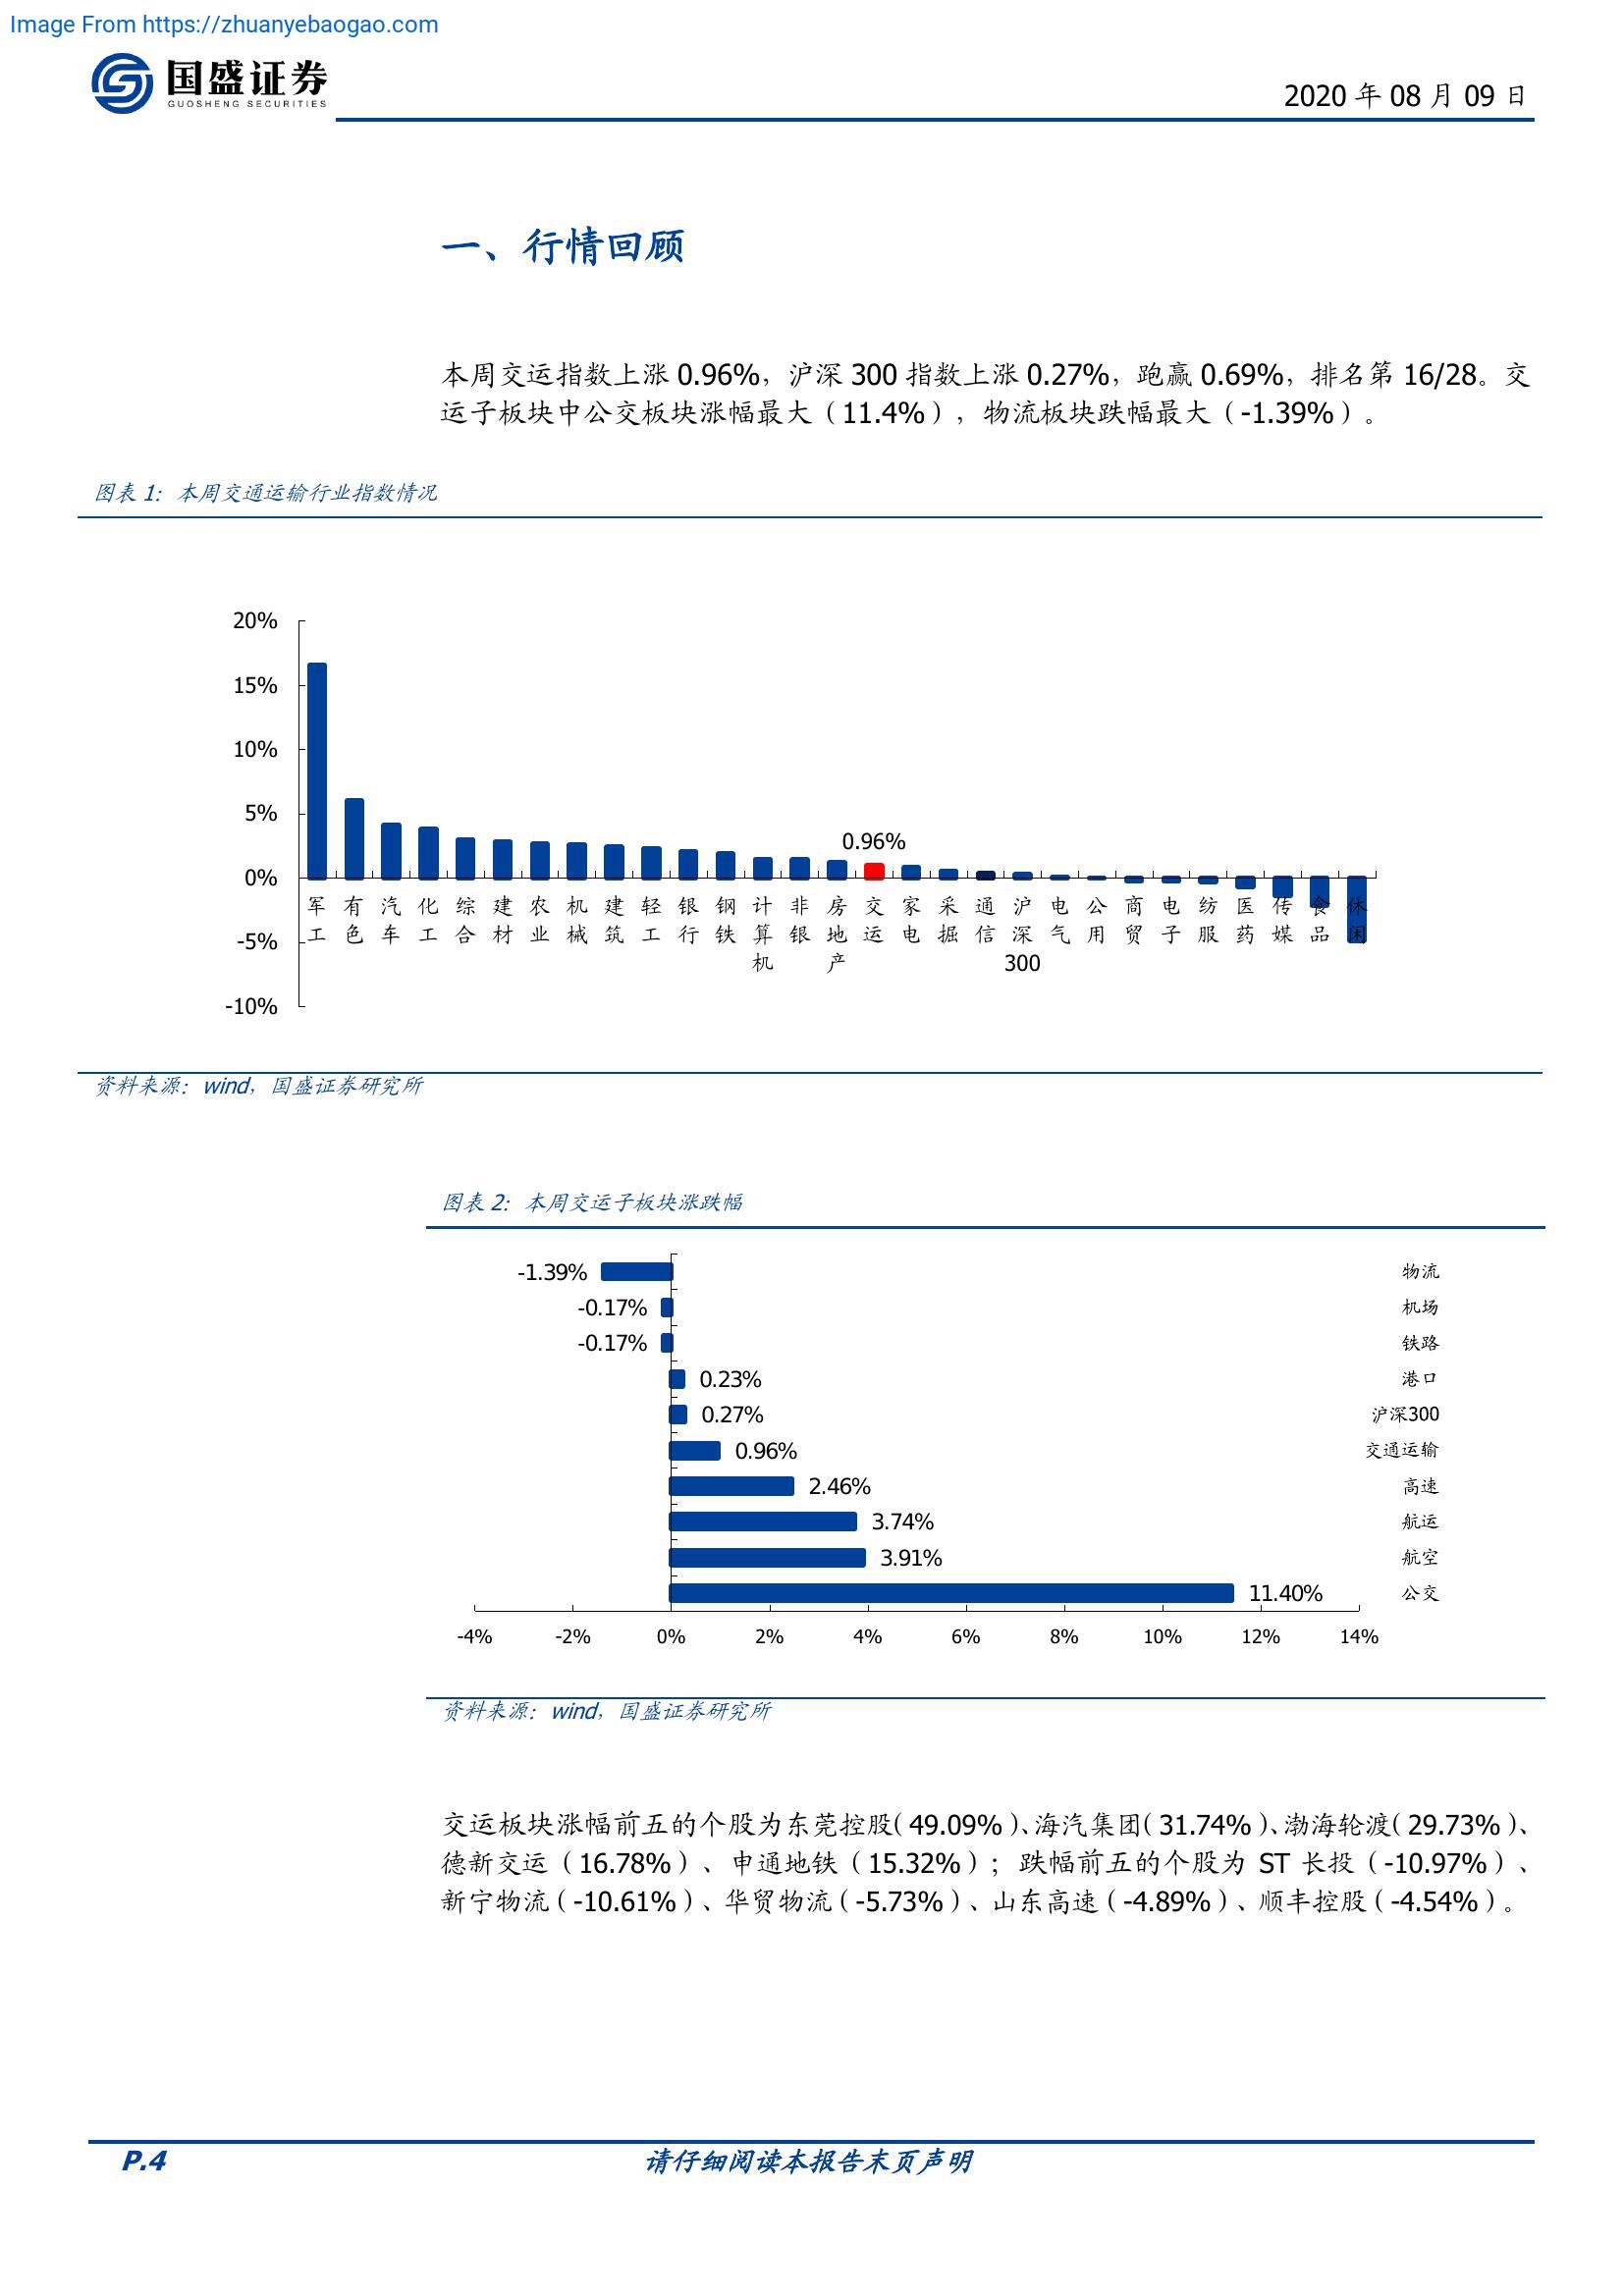 Image From https://zhuanyebaogao.com
国盛证券
GUOSHENG SECURITIES
2020 年 08 月 09 日
一、行情回顾
本周交运指数上涨 0.96%，沪深 300 指数上涨 0.27%，跑赢 0.69%，排名第 16/28。交
运子板块中公交板块涨幅最大（11.4%），物流板块跌幅最大（-1.39%）。
图表 1：本周交通运输行业指数情况
20%
15%
10%
5%
0%
-5%
-10%
0.96%
军工 有色 汽车 化工 综合 建材 农业 机械 建筑 轻工 银行 钢铁 计算机 非银 房地产 交运 家电 采掘 通信 沪深300 电气 公用 商贸 电子 纺服 医药 传媒 食品 休闲
资料来源：wind，国盛证券研究所
图表 2：本周交运子板块涨跌幅
-1.39% 物流
-0.17% 机场
-0.17% 铁路
0.23% 港口
0.27% 沪深300
0.96% 交通运输
2.46% 高速
3.74% 航运
3.91% 航空
11.40% 公交
-4% -2% 0% 2% 4% 6% 8% 10% 12% 14%
资料来源：wind，国盛证券研究所
交运板块涨幅前五的个股为东莞控股（49.09%）、海汽集团（31.74%）、渤海轮渡（29.73%）、
德新交运（16.78%）、申通地铁（15.32%）；跌幅前五的个股为 ST 长投（-10.97%）、
新宁物流（-10.61%）、华贸物流（-5.73%）、山东高速（-4.89%）、顺丰控股（-4.54%）。
P.4
请仔细阅读本报告末页声明